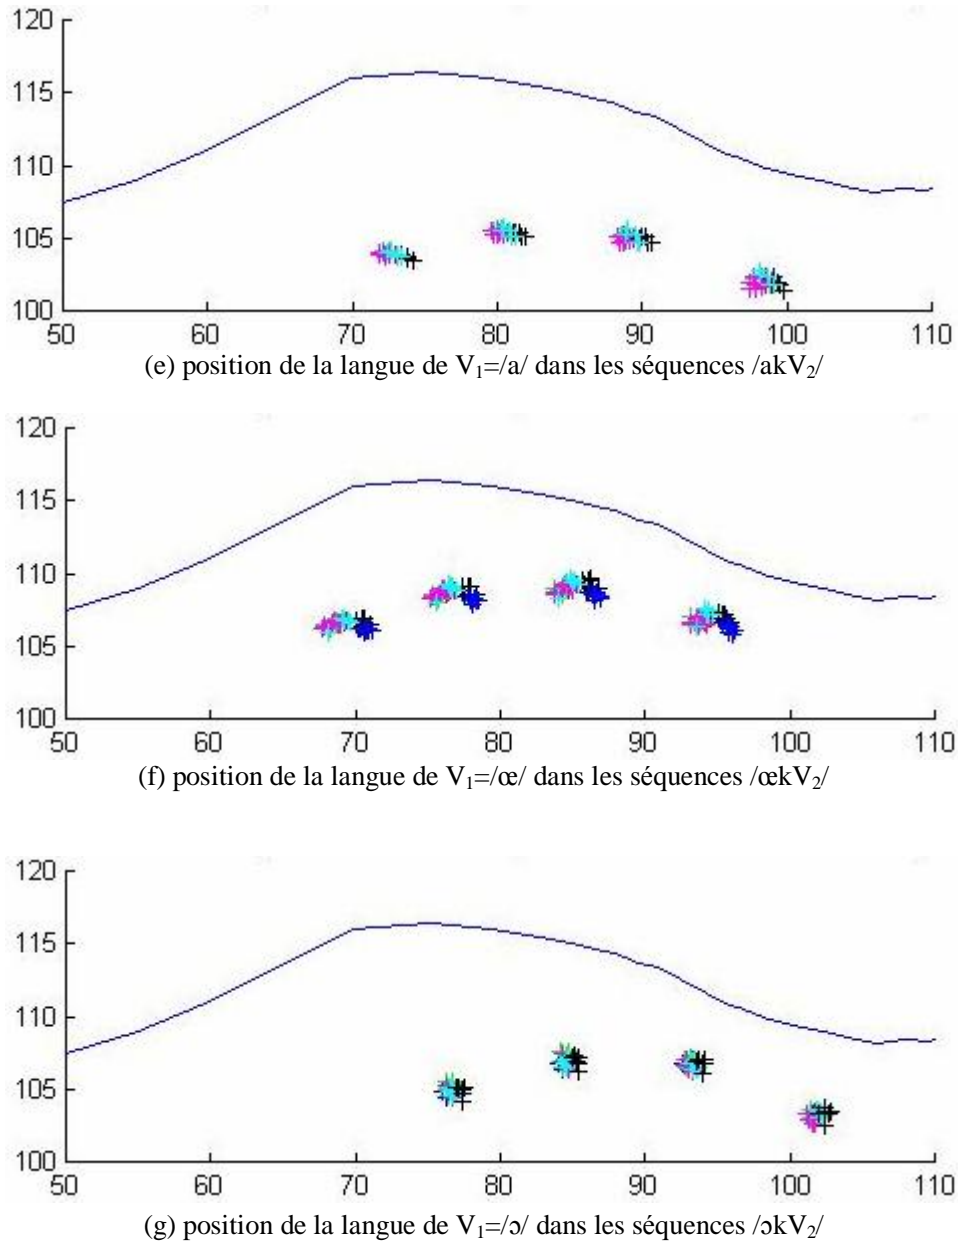 120
115
110
105
100
50 60 70 80 90 100 110
(e) position de la langue de V₁=/a/ dans les séquences /akV₂/
120
115
110
105
100
50 60 70 80 90 100 110
(f) position de la langue de V₁=/œ/ dans les séquences /œkV₂/
120
115
110
105
100
50 60 70 80 90 100 110
(g) position de la langue de V₁=/ɔ/ dans les séquences /ɔkV₂/